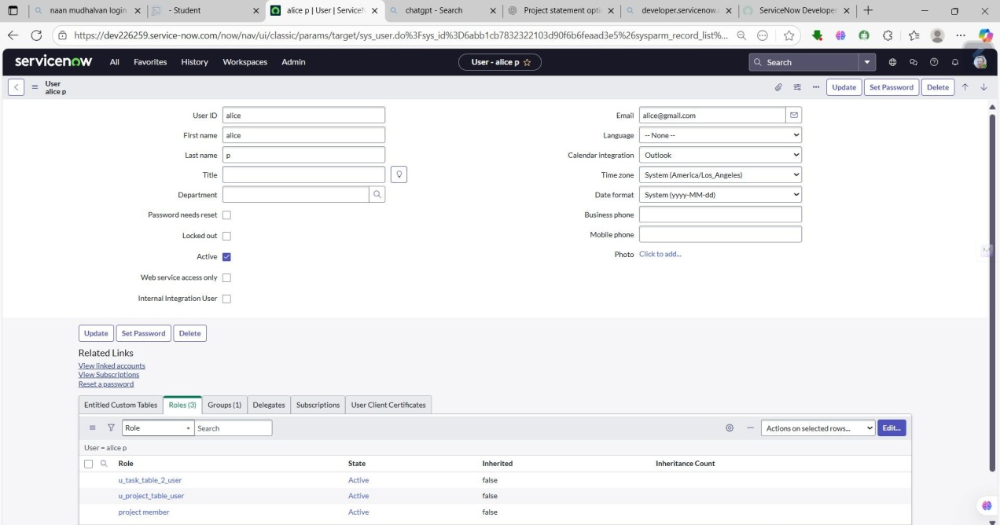 naan mudhalvan login
- Student
alice p | User | ServiceN
chatgpt - Search
Project statement opti
developer.servicenow.
ServiceNow Developer
https://dev226259.service-now.com/now/nav/ui/classic/params/target/sys_user.do%3Fsys_id%3D6abb1cb7832322103d90f6b6feaad3e5%26sysparm_record_list%...
servicenow All Favorites History Workspaces Admin User - alice p Search
User
alice p
Update Set Password Delete
User ID alice
First name alice
Last name p
Title
Department
Password needs reset
Locked out
Active
Web service access only
Internal Integration User
Email alice@gmail.com
Language -- None --
Calendar integration Outlook
Time zone System (America/Los_Angeles)
Date format System (yyyy-MM-dd)
Business phone
Mobile phone
Photo Click to add...
Update Set Password Delete
Related Links
View linked accounts
View Subscriptions
Reset a password
Entitled Custom Tables Roles (3) Groups (1) Delegates Subscriptions User Client Certificates
Role Search Actions on selected rows... Edit...
User = alice p
Role State Inherited Inheritance Count
u_task_table_2_user Active false
u_project_table_user Active false
project member Active false